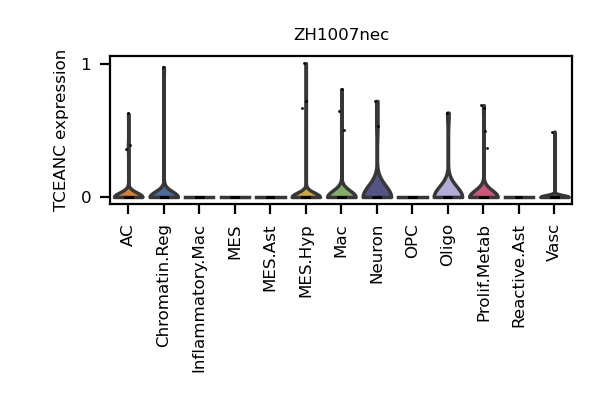 ZH1007nec
TCEANC expression
1
0
AC
Chromatin.Reg
Inflammatory.Mac
MES
MES.Ast
MES.Hyp
Mac
Neuron
OPC
Oligo
Prolif.Metab
Reactive.Ast
Vasc